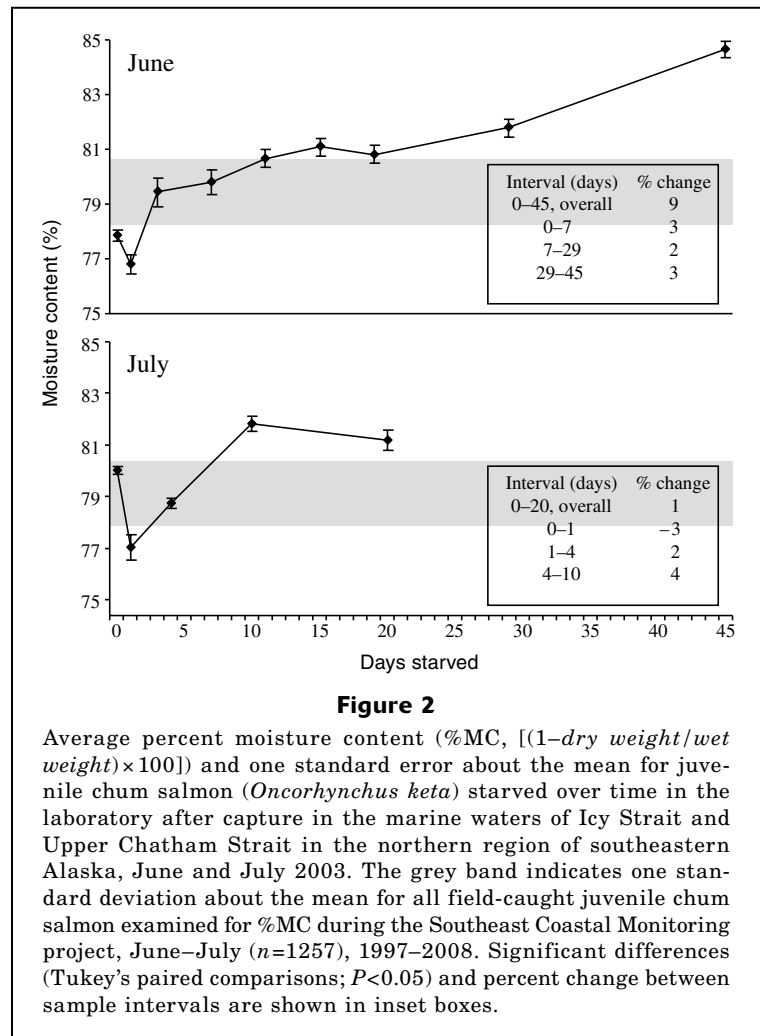 85
June
83
81
79
77
75
Interval (days) % change
0–45, overall 9
0–7 3
7–29 2
29–45 3
Moisture content (%)
85
July
83
81
79
77
75
Interval (days) % change
0–20, overall 1
0–1 –3
1–4 2
4–10 4
0 5 10 15 20 25 30 35 40 45
Days starved
Figure 2
Average percent moisture content (%MC, [(1–dry weight/wet
weight)×100]) and one standard error about the mean for juve-
nile chum salmon (Oncorhynchus keta) starved over time in the
laboratory after capture in the marine waters of Icy Strait and
Upper Chatham Strait in the northern region of southeastern
Alaska, June and July 2003. The grey band indicates one stan-
dard deviation about the mean for all field-caught juvenile chum
salmon examined for %MC during the Southeast Coastal Monitoring
project, June–July (n=1257), 1997–2008. Significant differences
(Tukey's paired comparisons; P<0.05) and percent change between
sample intervals are shown in inset boxes.